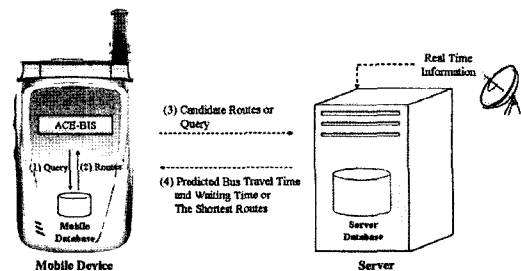 Real Time
Information
ACE-BIS
(3) Candidate Routes or
Query
(1) Query
(2) Routes
(4) Predicted Bus Travel Time
and Waiting Time or
The Shortest Routes
Mobile
Database
Server
Database
Mobile Device
Server